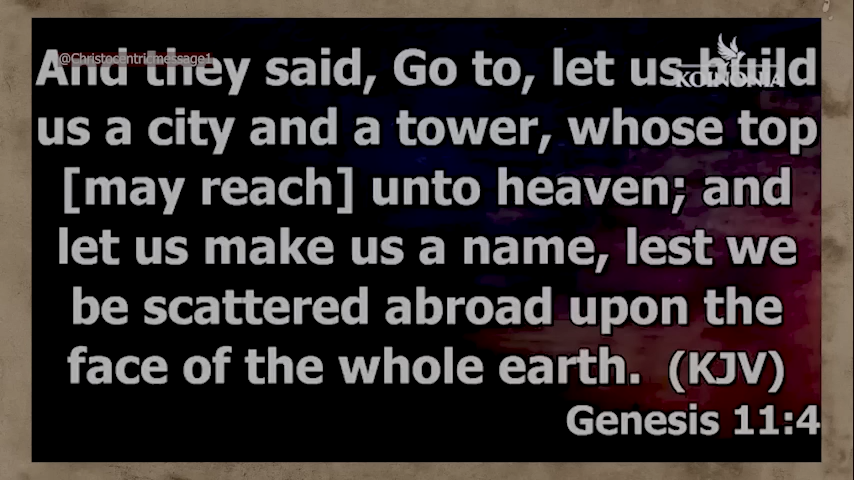 @Christocentricmessage1
KOINONIA
And they said, Go to, let us build
us a city and a tower, whose top
[may reach] unto heaven; and
let us make us a name, lest we
be scattered abroad upon the
face of the whole earth. (KJV)
Genesis 11:4